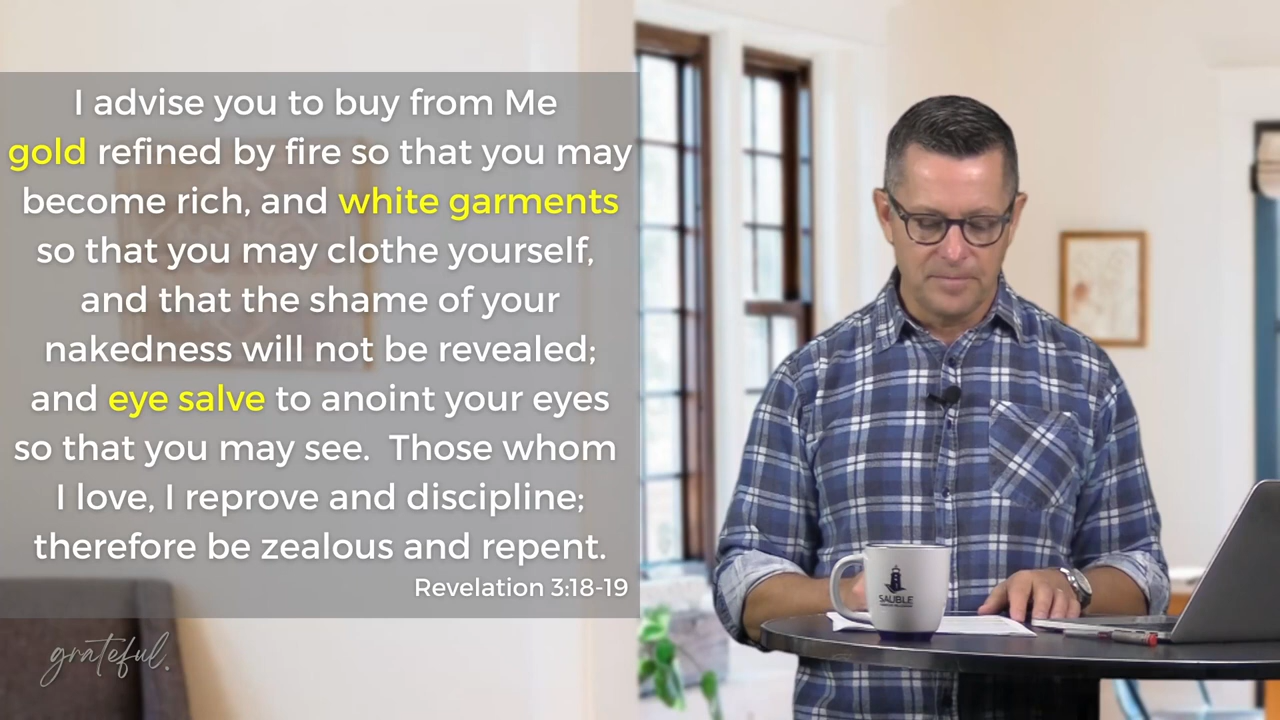 I advise you to buy from Me
gold refined by fire so that you may
become rich, and white garments
so that you may clothe yourself,
and that the shame of your
nakedness will not be revealed;
and eye salve to anoint your eyes
so that you may see.  Those whom
I love, I reprove and discipline;
therefore be zealous and repent.
Revelation 3:18-19
grateful.
SAUBLE